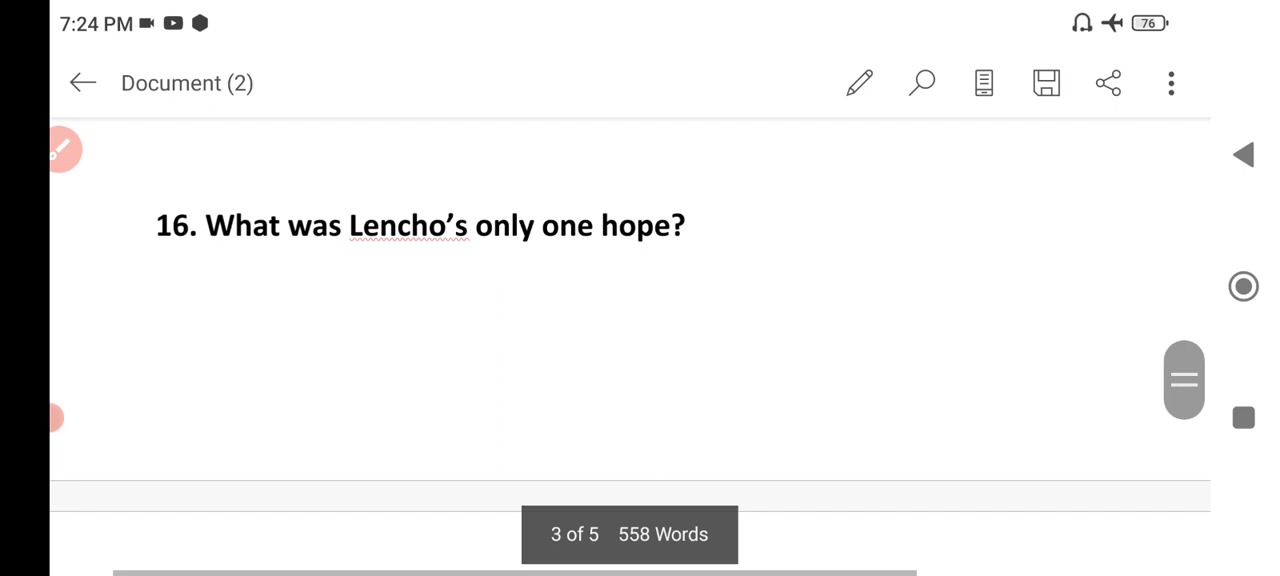 7:24 PM 76
Document (2)
16. What was Lencho’s only one hope?
3 of 5 558 Words